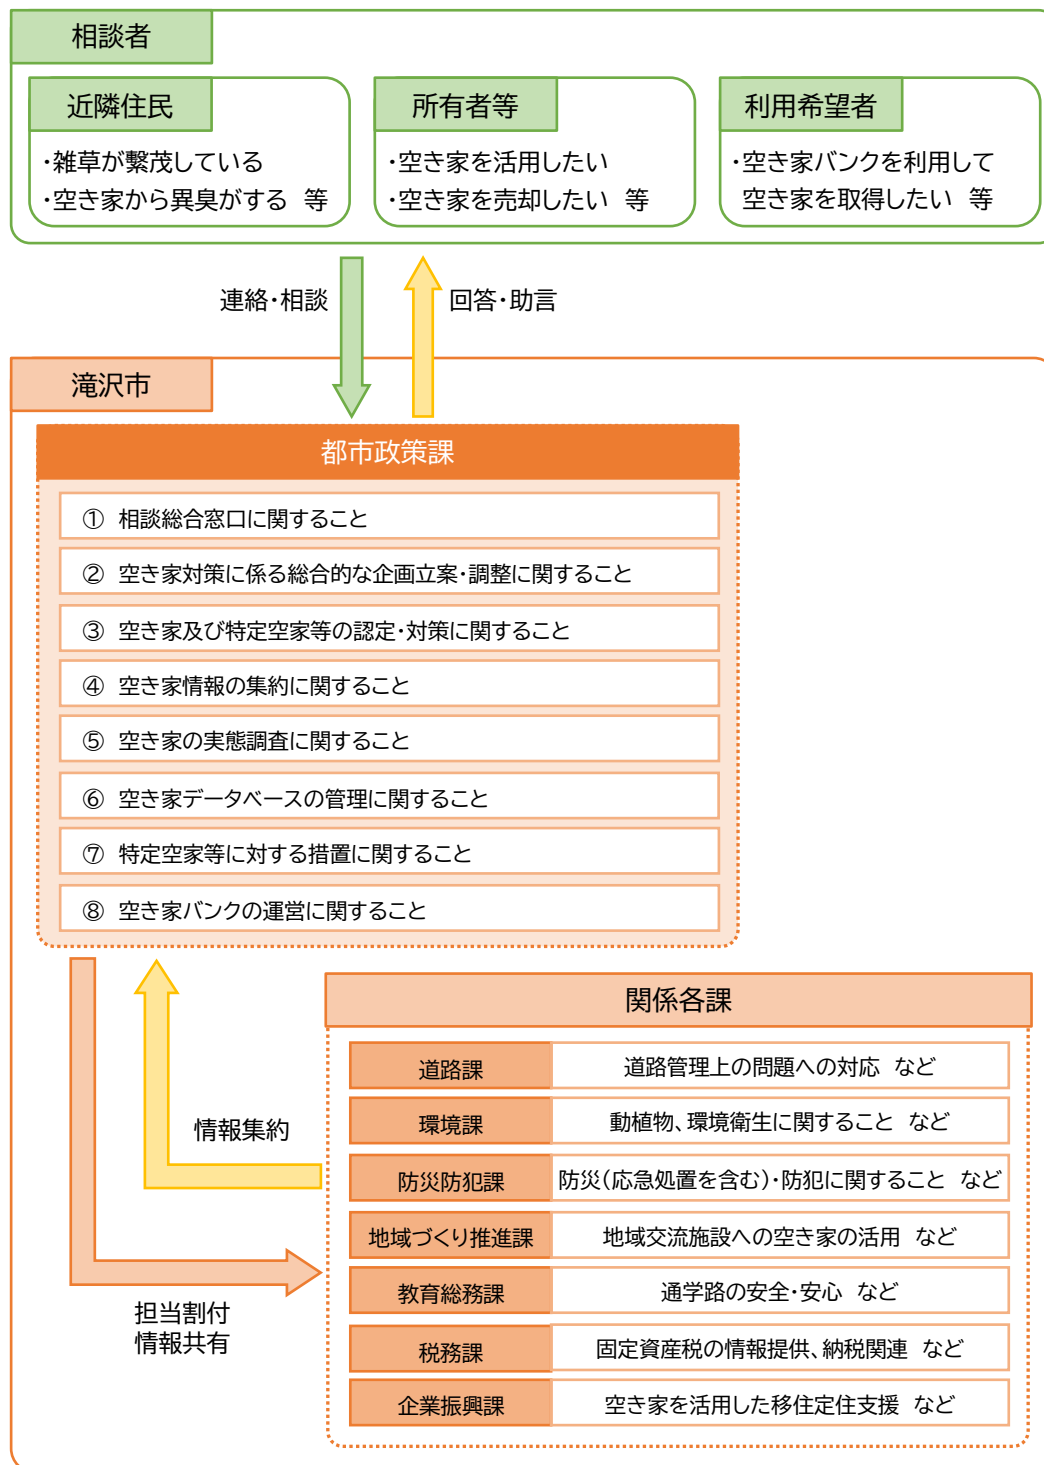 相談者
近隣住民
・雑草が繋茂している
・空き家から異臭がする 等
所有者等
・空き家を活用したい
・空き家を売却したい 等
利用希望者
・空き家バンクを利用して
空き家を取得したい 等
連絡・相談
回答・助言
滝沢市
都市政策課
① 相談総合窓口に関すること
② 空き家対策に係る総合的な企画立案・調整に関すること
③ 空き家及び特定空家等の認定・対策に関すること
④ 空き家情報の集約に関すること
⑤ 空き家の実態調査に関すること
⑥ 空き家データベースの管理に関すること
⑦ 特定空家等に対する措置に関すること
⑧ 空き家バンクの運営に関すること
情報集約
担当割付
情報共有
関係各課
道路課 道路管理上の問題への対応 など
環境課 動植物、環境衛生に関すること など
防災防犯課 防災(応急処置を含む)・防犯に関すること など
地域づくり推進課 地域交流施設への空き家の活用 など
教育総務課 通学路の安全・安心 など
税務課 固定資産税の情報提供、納税関連 など
企業振興課 空き家を活用した移住定住支援 など